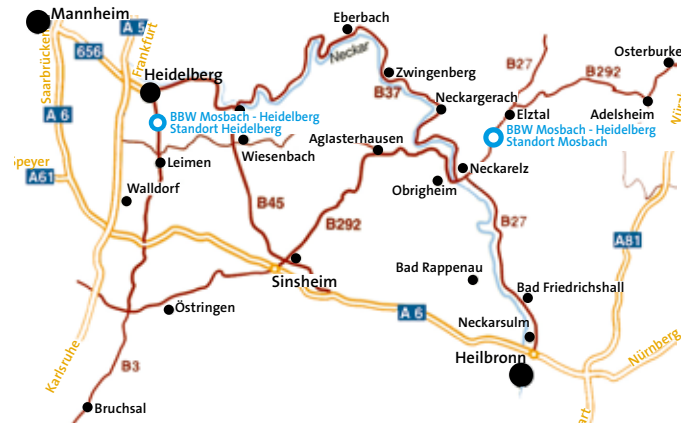 Mannheim
A 5
Eberbach
656
Frankfurt
Saarbrücken
Neckar
B27
Osterburke
Heidelberg
Zwingenberg
B292
B37
A 6
Neckargerach
Elztal
Adelsheim
BBW Mosbach - Heidelberg
Standort Heidelberg
BBW Mosbach - Heidelberg
Standort Mosbach
Aglasterhausen
Wiesenbach
Speyer
Leimen
Neckarelz
A61
Walldorf
Obrigheim
B45
B292
B27
A81
Bad Rappenau
Sinsheim
Bad Friedrichshall
Östringen
A 6
Neckarsulm
Heilbronn
Nürnberg
Karlsruhe
B3
Bruchsal
art